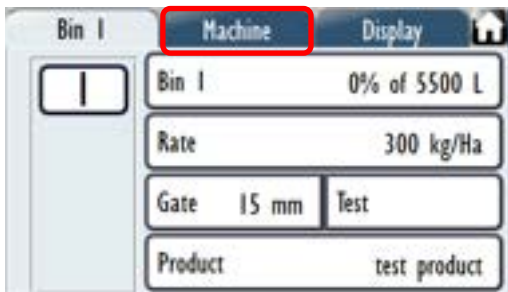 Bin 1 Machine Display
1
Bin 1 0% of 5500 L
Rate 300 kg/Ha
Gate 15 mm Test
Product test product